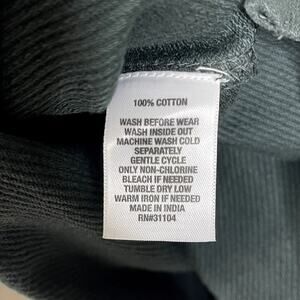 100% COTTON
WASH BEFORE WEAR
WASH INSIDE OUT
MACHINE WASH COLD
SEPARATELY
GENTLE CYCLE
ONLY NON-CHLORINE
BLEACH IF NEEDED
TUMBLE DRY LOW
WARM IRON IF NEEDED
MADE IN INDIA
RN#31104